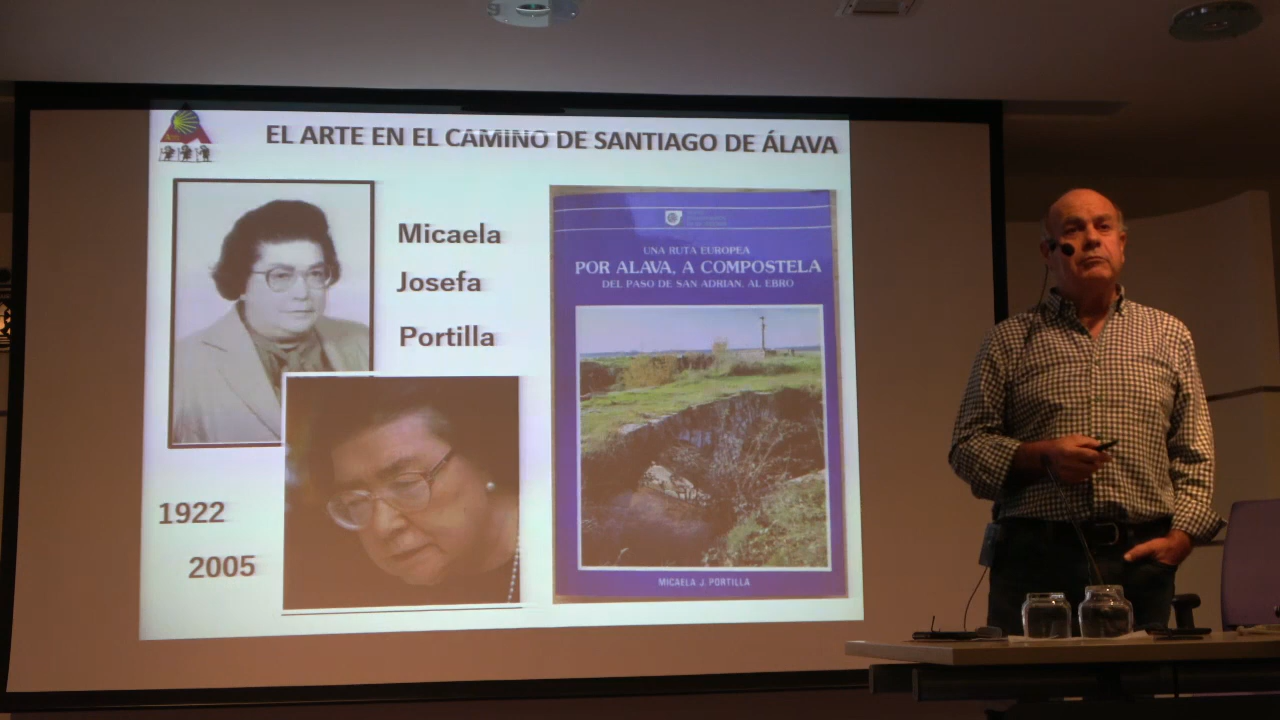 EL ARTE EN EL CAMINO DE SANTIAGO DE ÁLAVA
Micaela
Josefa
Portilla
1922
2005
UNA RUTA EUROPEA
POR ALAVA, A COMPOSTELA
DEL PASO DE SAN ADRIAN, AL EBRO
MICAELA J. PORTILLA